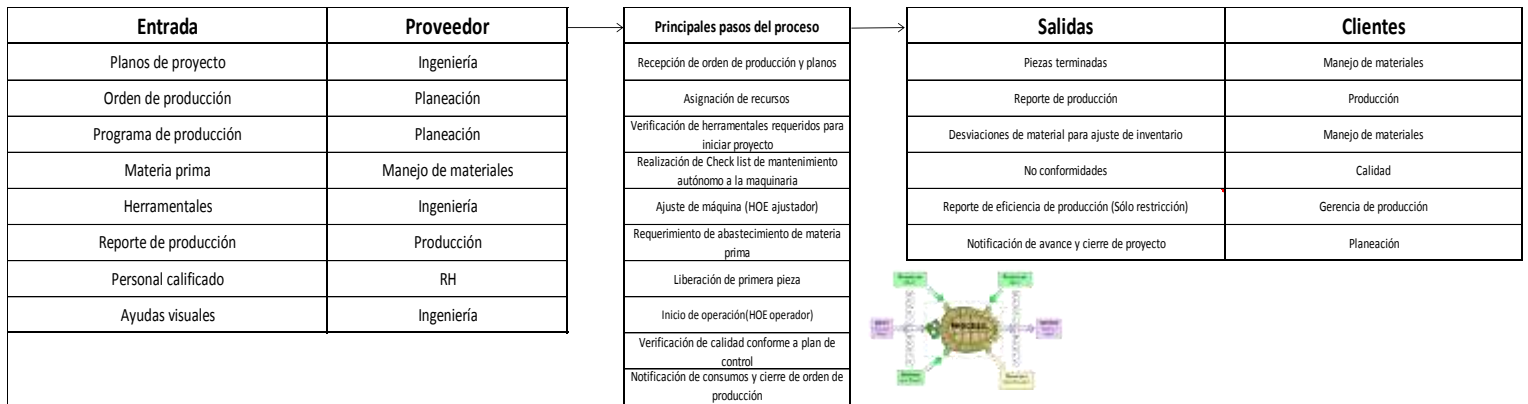 Entrada Proveedor Principales pasos del proceso Salidas Clientes
Planos de proyecto Ingeniería Recepción de orden de producción y planos Piezas terminadas Manejo de materiales
Orden de producción Planeación Asignación de recursos Reporte de producción Producción
Programa de producción Planeación Verificación de herramentales requeridos para
iniciar proyecto Desviaciones de material para ajuste de inventario Manejo de materiales
Materia prima Manejo de materiales Realización de Check list de mantenimiento
autónomo a la maquinaria No conformidades Calidad
Herramentales Ingeniería Ajuste de máquina (HOE ajustador) Reporte de eficiencia de producción (Sólo restricción) Gerencia de producción
Reporte de producción Producción Requerimiento de abastecimiento de materia
prima Notificación de avance y cierre de proyecto Planeación
Personal calificado RH Liberación de primera pieza
Ayudas visuales Ingeniería Inicio de operación(HOE operador)
Verificación de calidad conforme a plan de
control
Notificación de consumos y cierre de orden de
producción